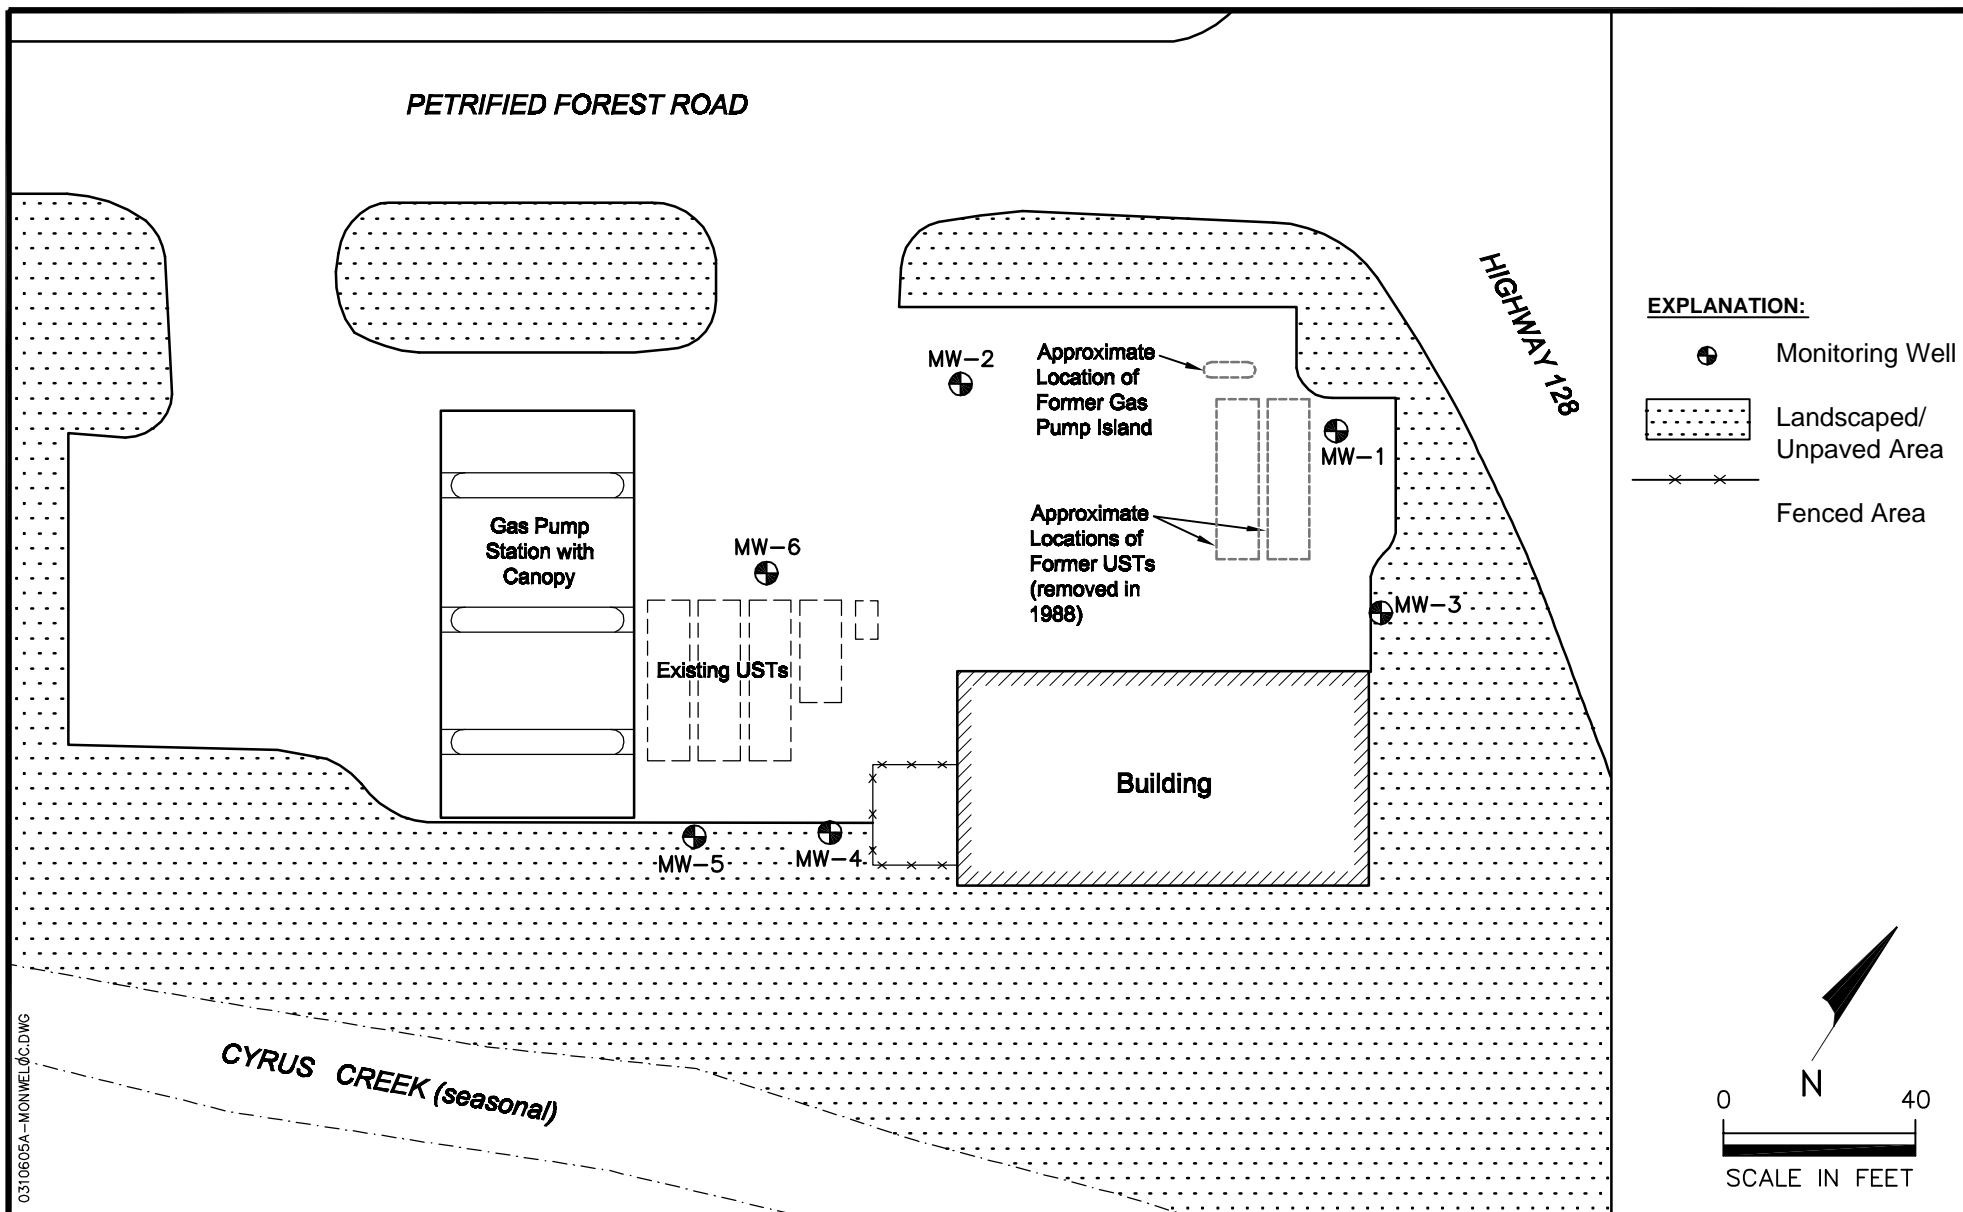 PETRIFIED FOREST ROAD
HIGHWAY 128
EXPLANATION:
Monitoring Well
Landscaped/
Unpaved Area
Fenced Area
MW-2
Approximate
Location of
Former Gas
Pump Island
MW-1
Approximate
Locations of
Former USTs
(removed in
1988)
MW-3
Gas Pump
Station with
Canopy
MW-6
Existing USTs
Building
MW-5
MW-4
CYRUS CREEK (seasonal)
0310605A-MONWELOC.DWG
N
0 40
SCALE IN FEET